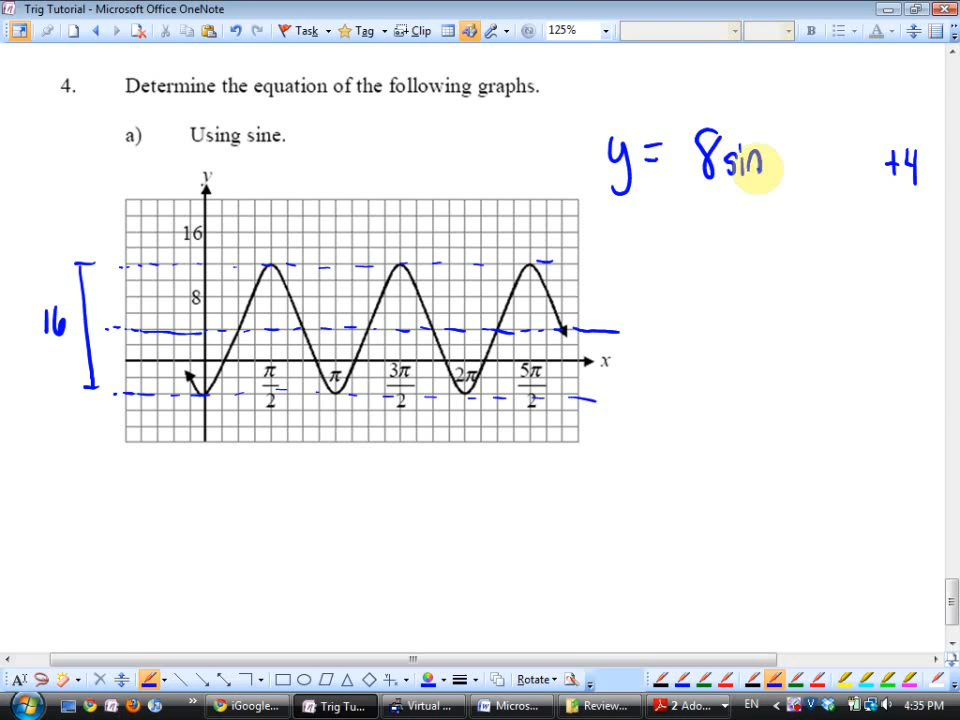 Trig Tutorial - Microsoft Office OneNote
Task
Tag
Clip
125%
B
A
4. Determine the equation of the following graphs.
a) Using sine.
y = 8sin +4
y
16
8
16
x
π/2 π 3π/2 2π 5π/2
A
Rotate
iGoogle...
Trig Tu...
Virtual ...
Micros...
Review...
2 Ado...
EN
4:35 PM